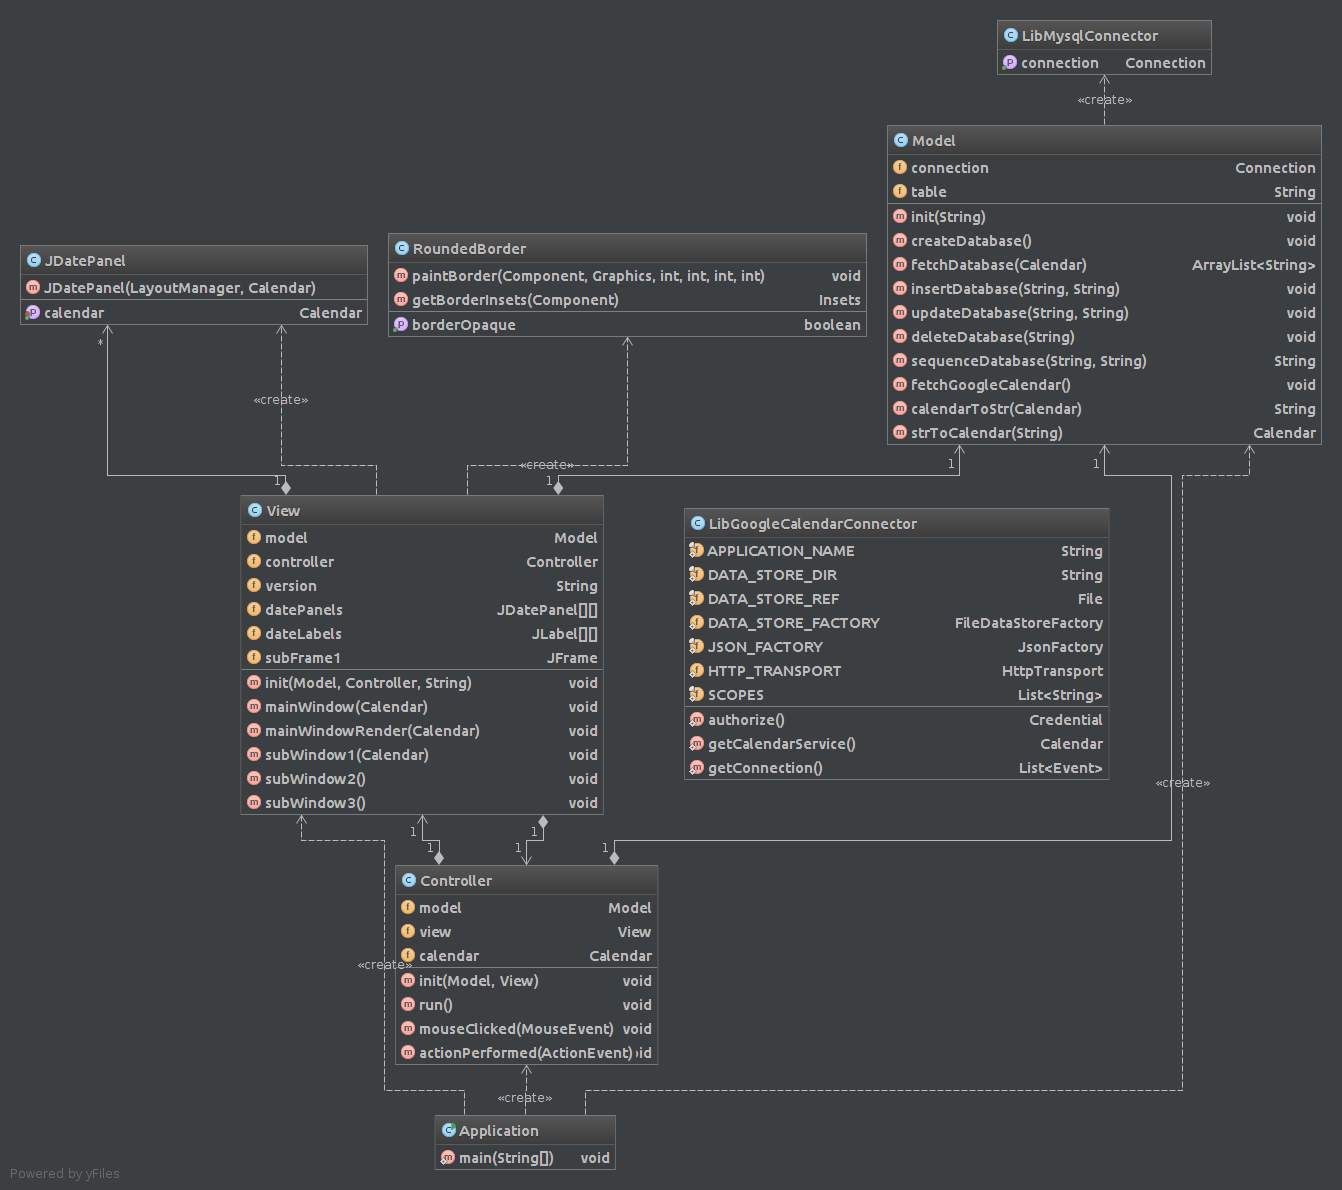 LibMysqlConnector
connection Connection
«create»
Model
connection Connection
table String
init(String) void
createDatabase() void
fetchDatabase(Calendar) ArrayList<String>
insertDatabase(String, String) void
updateDatabase(String, String) void
deleteDatabase(String) void
sequenceDatabase(String, String) String
fetchGoogleCalendar() void
calendarToStr(Calendar) String
strToCalendar(String) Calendar
JDatePanel
JDatePanel(LayoutManager, Calendar)
calendar Calendar
RoundedBorder
paintBorder(Component, Graphics, int, int, int, int) void
getBorderInsets(Component) Insets
borderOpaque boolean
*
«create»
«create»
1
1
1
1
View
model Model
controller Controller
version String
datePanels JDatePanel[][]
dateLabels JLabel[][]
subFrame1 JFrame
init(Model, Controller, String) void
mainWindow(Calendar) void
mainWindowRender(Calendar) void
subWindow1(Calendar) void
subWindow2() void
subWindow3() void
LibGoogleCalendarConnector
APPLICATION_NAME String
DATA_STORE_DIR String
DATA_STORE_REF File
DATA_STORE_FACTORY FileDataStoreFactory
JSON_FACTORY JsonFactory
HTTP_TRANSPORT HttpTransport
SCOPES List<String>
authorize() Credential
getCalendarService() Calendar
getConnection() List<Event>
«create»
1
1
1
1
1
Controller
model Model
view View
calendar Calendar
init(Model, View) void
run() void
mouseClicked(MouseEvent) void
actionPerformed(ActionEvent) oid
«create»
«create»
Application
main(String[]) void
Powered by yFiles